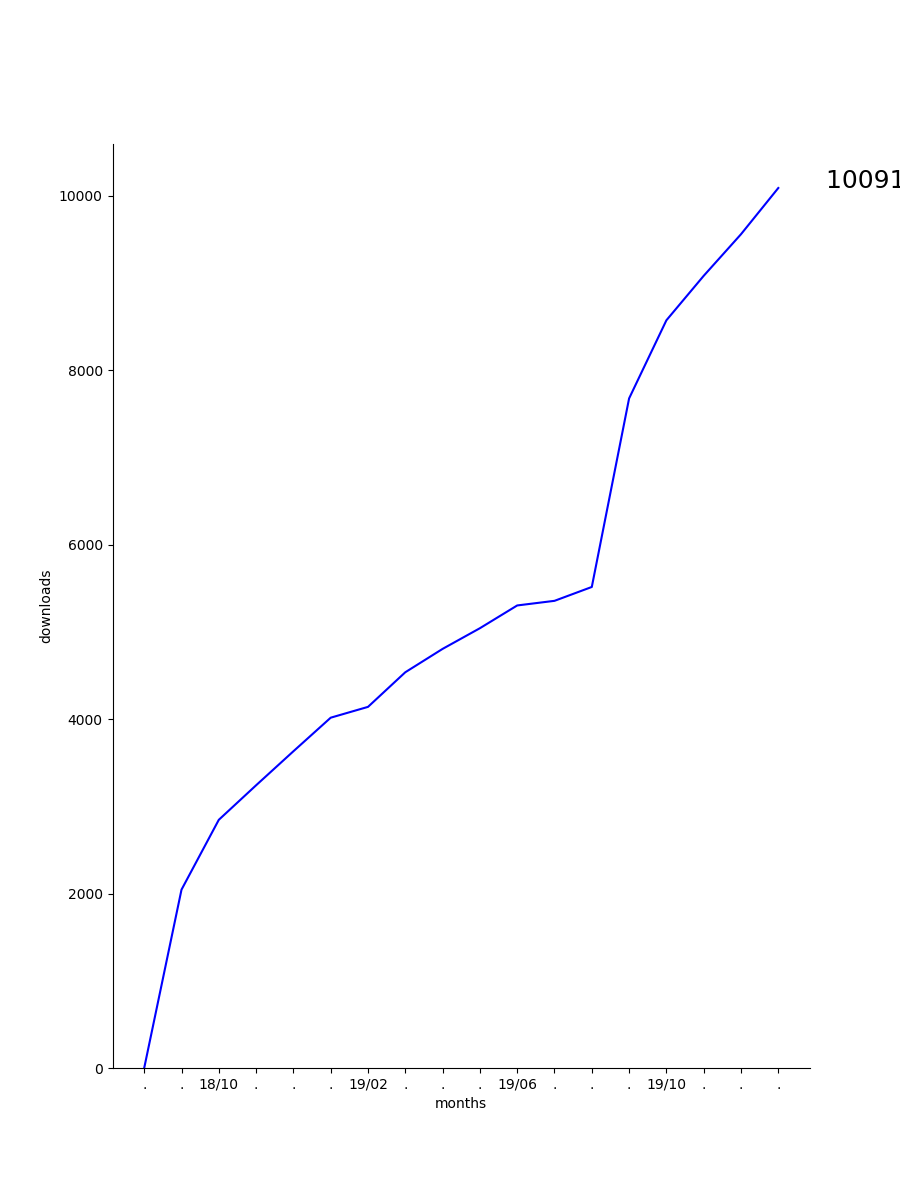 10091
10000
8000
6000
4000
2000
0
downloads
. . 18/10 . . . 19/02 . . . 19/06 . . . 19/10 . . .
months